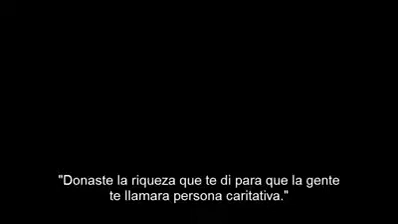 "Donaste la riqueza que te di para que la gente
te llamara persona caritativa."